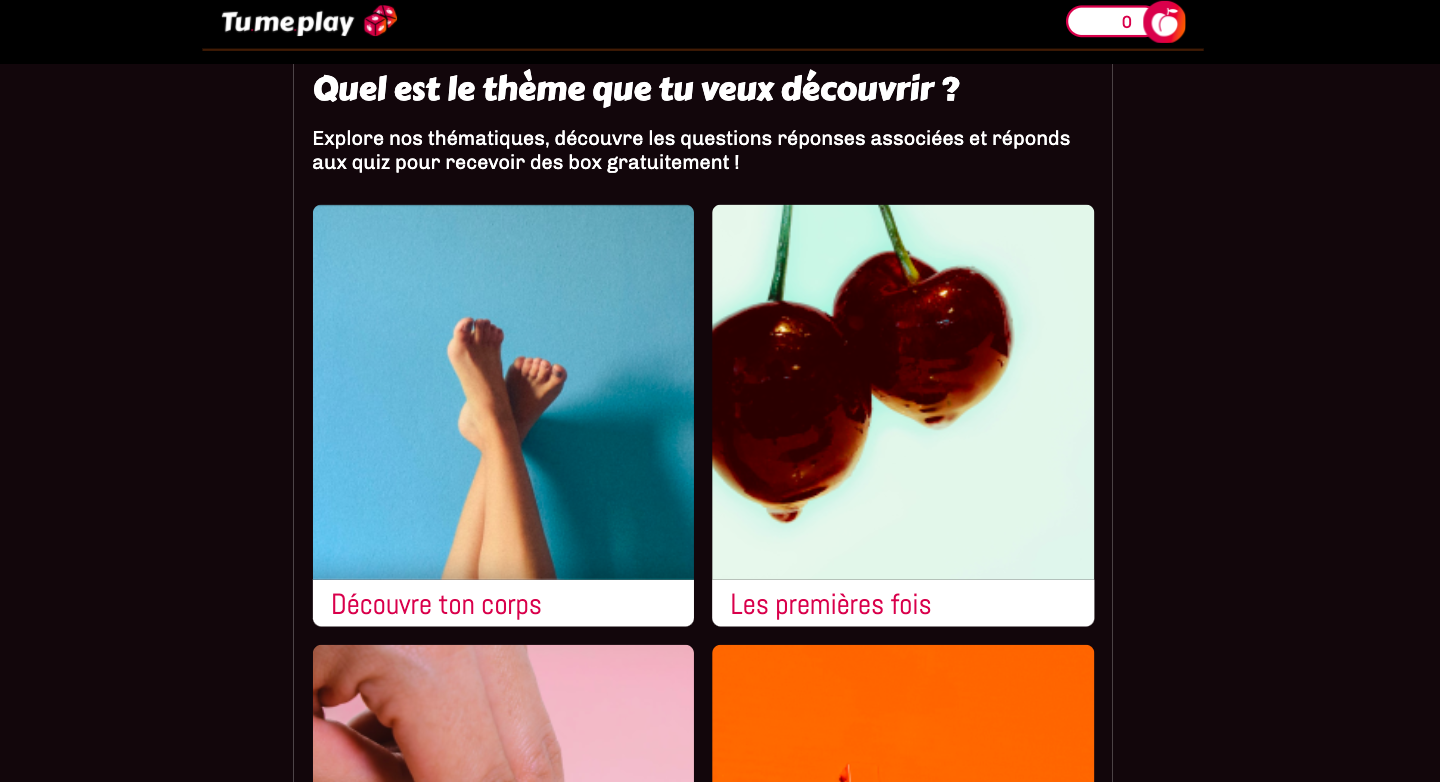 Tumeplay
0
Quel est le thème que tu veux découvrir ?
Explore nos thématiques, découvre les questions réponses associées et réponds
aux quiz pour recevoir des box gratuitement !
Découvre ton corps
Les premières fois